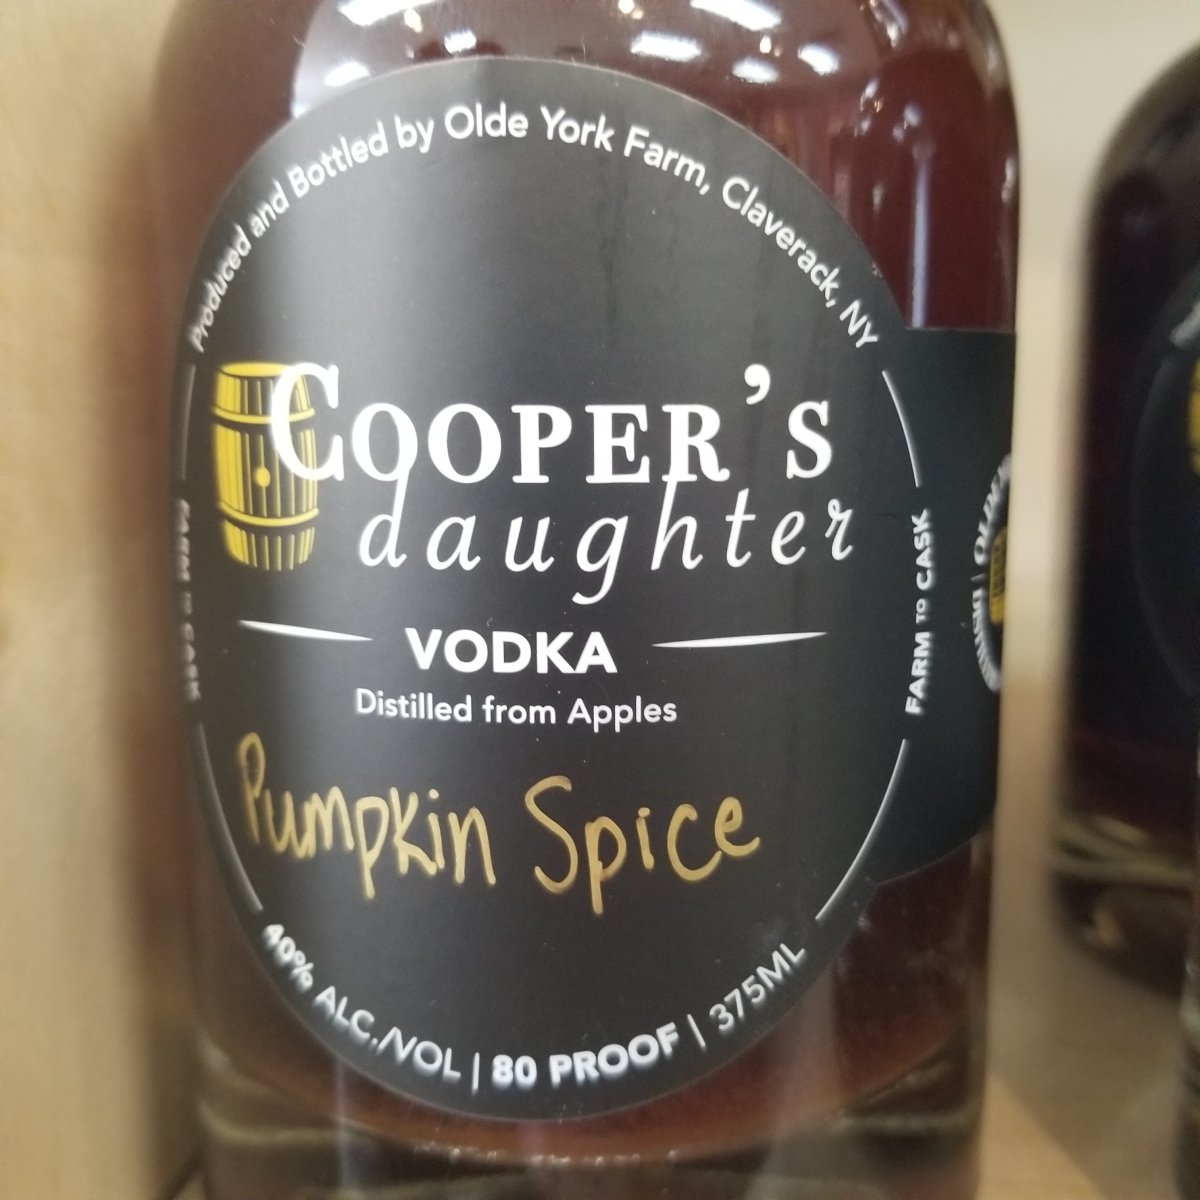 Produced and Bottled by Olde York Farm, Claverack, NY
COOPER'S
daughter
VODKA
Distilled from Apples
Pumpkin Spice
40% ALC./VOL | 80 PROOF | 375ML
FARM TO CASK
FARM TO CASK